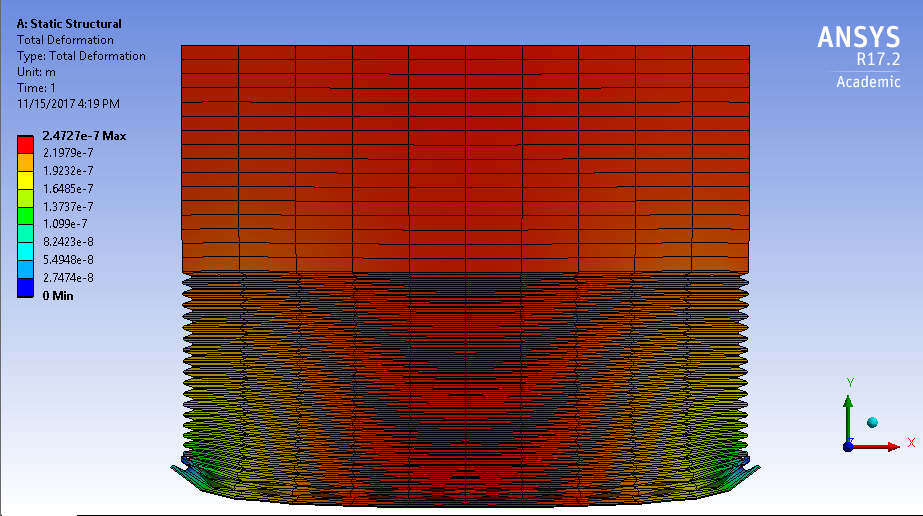 A: Static Structural
Total Deformation
Type: Total Deformation
Unit: m
Time: 1
11/15/2017 4:19 PM
2.4727e-7 Max
2.1979e-7
1.9232e-7
1.6485e-7
1.3737e-7
1.099e-7
8.2423e-8
5.4948e-8
2.7474e-8
0 Min
ANSYS
R17.2
Academic
Y
X